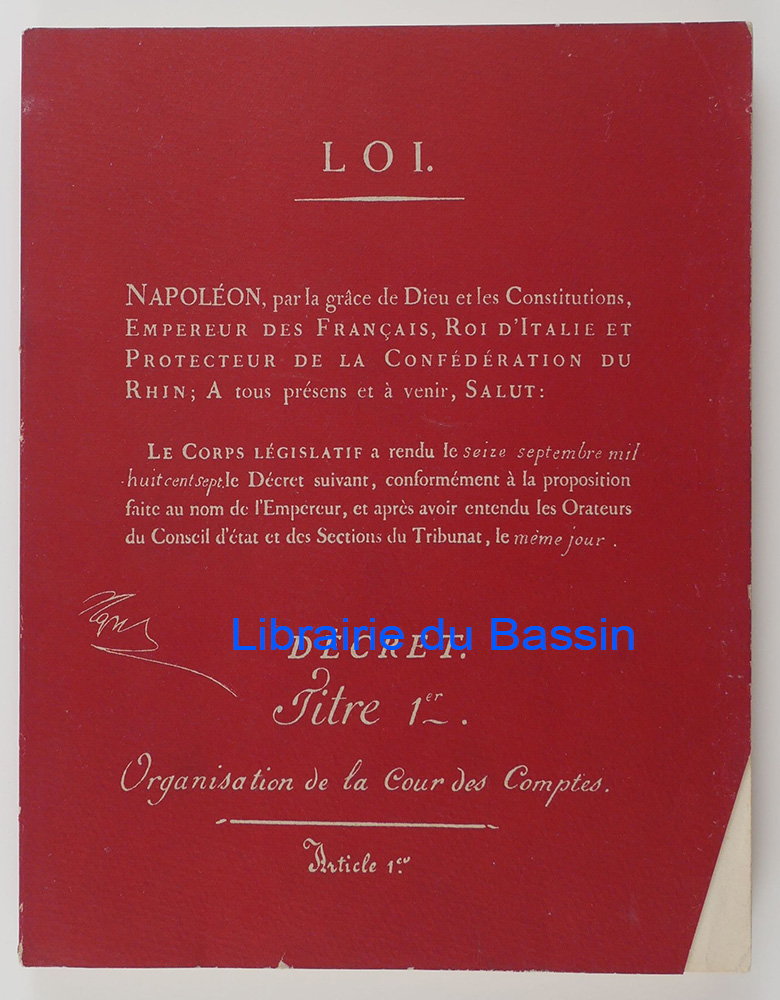 LOI.
NAPOLÉON, par la grâce de Dieu et les Constitutions,
EMPEREUR DES FRANÇAIS, ROI D'ITALIE ET
PROTECTEUR DE LA CONFÉDÉRATION DU
RHIN; A tous présens et à venir, SALUT:
LE CORPS LÉGISLATIF a rendu le seize septembre mil
huit cent sept. le Décret suivant, conformément à la proposition
faite au nom de l'Empereur, et après avoir entendu les Orateurs
du Conseil d'état et des Sections du Tribunat, le même jour.
Librairie du Bassin
DÉCRET.
Titre 1er.
Organisation de la Cour des Comptes.
Article 1er.